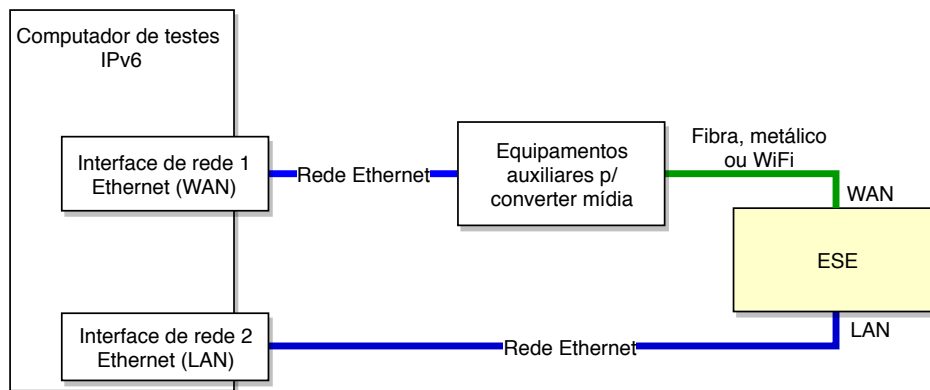 Computador de testes
IPv6
Interface de rede 1
Ethernet (WAN)
Rede Ethernet
Equipamentos
auxiliares p/
converter mídia
Fibra, metálico
ou WiFi
WAN
ESE
LAN
Interface de rede 2
Ethernet (LAN)
Rede Ethernet